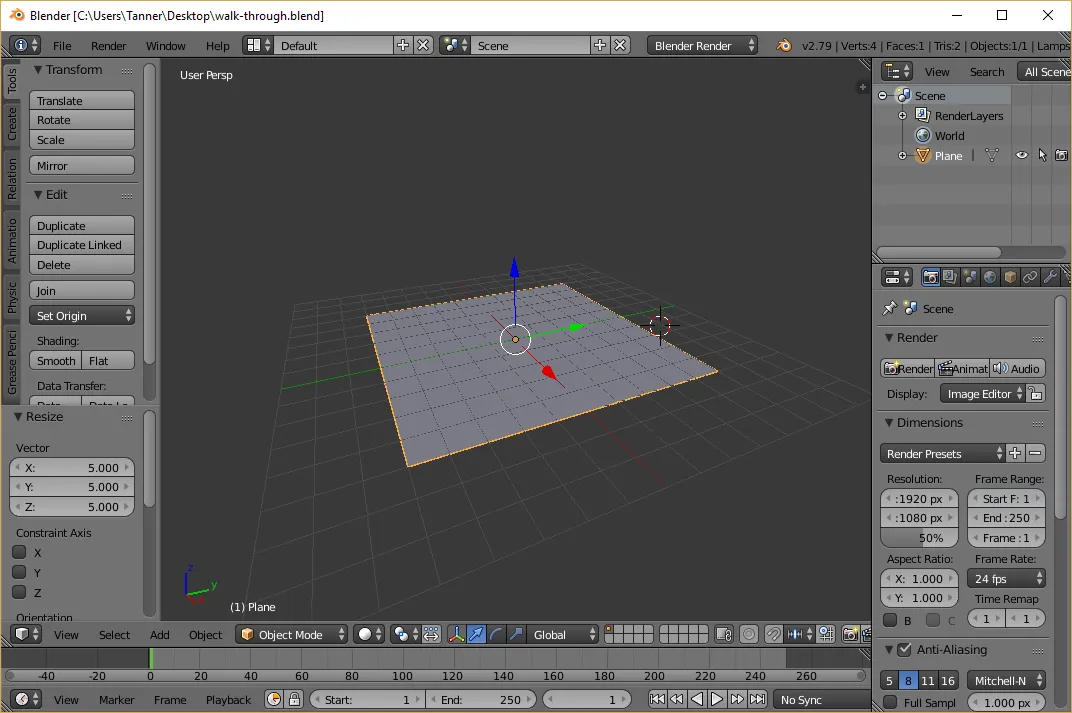 Blender [C:\Users\Tanner\Desktop\walk-through.blend]
File Render Window Help Default Scene Blender Render v2.79 | Verts:4 | Faces:1 | Tris:2 | Objects:1/1 | Lamps
Tools
Create
Relation
Animatio
Physic
Grease Penci
Transform
Translate
Rotate
Scale
Mirror
Edit
Duplicate
Duplicate Linked
Delete
Join
Set Origin
Shading:
Smooth Flat
Data Transfer:
Resize
Vector
X: 5.000
Y: 5.000
Z: 5.000
Constraint Axis
X
Y
Z
Orientation
User Persp
z
y
(1) Plane
View Search All Scene
Scene
RenderLayers
World
Plane
Scene
Render
Render Animat Audio
Display: Image Editor
Dimensions
Render Presets
Resolution: Frame Range:
:1920 px Start F: 1
:1080 px End :250
50% Frame : 1
Aspect Ratio: Frame Rate:
X: 1.000 24 fps
Y: 1.000 Time Remap
B C 1 1
Anti-Aliasing
5 8 11 16 Mitchell-N
Full Sampl 1.000 px
View Select Add Object Object Mode Global
-40 -20 0 20 40 60 80 100 120 140 160 180 200 220 240 260
View Marker Frame Playback Start: 1 End: 250 1 No Sync